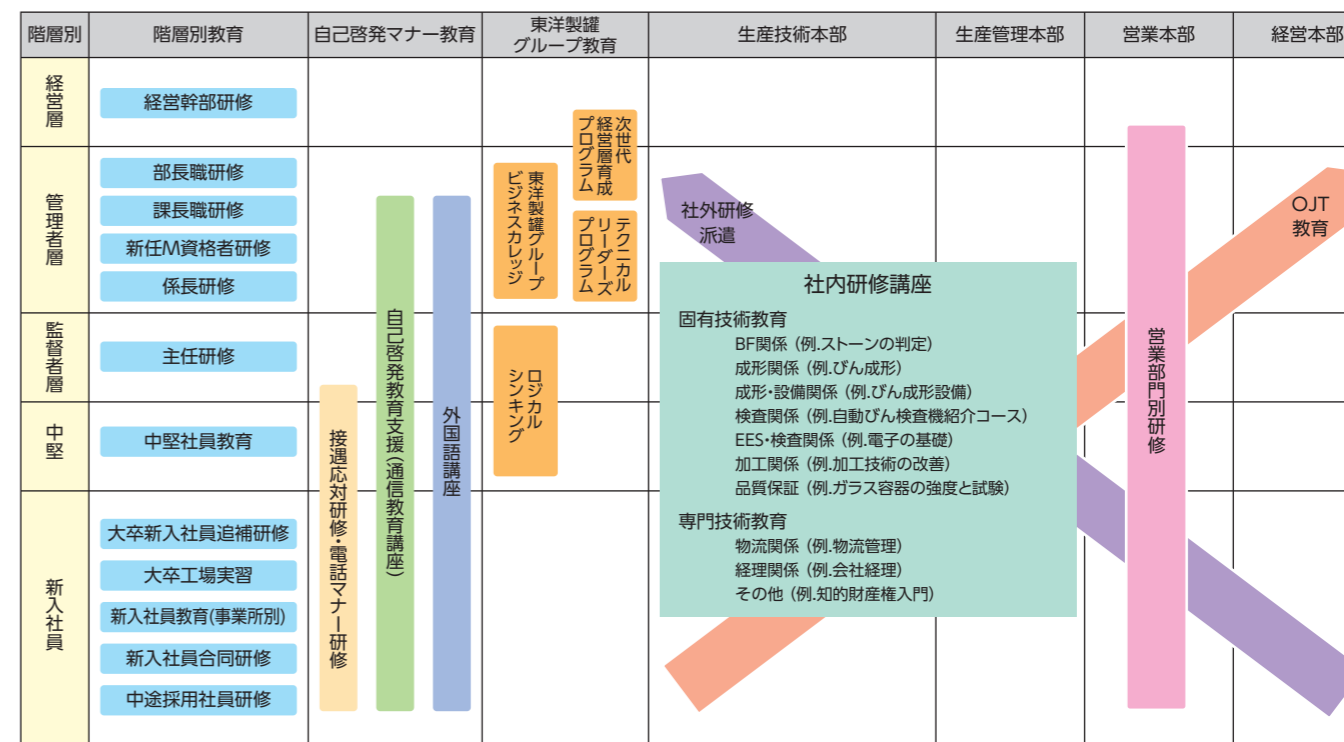 階層別
階層別教育
自己啓発マナー教育
東洋製罐
グループ教育
生産技術本部
生産管理本部
営業本部
経営本部
経営層
管理者層
監督者層
中堅
新入社員
経営幹部研修
部長職研修
課長職研修
新任M資格者研修
係長研修
主任研修
中堅社員教育
大卒新入社員追補研修
大卒工場実習
新入社員教育(事業所別)
新入社員合同研修
中途採用社員研修
接遇応対研修・電話マナー研修
自己啓発教育支援(通信教育講座)
外国語講座
東洋製罐グループ
ビジネスカレッジ
次世代
経営層育成
プログラム
テクニカル
リーダーズ
プログラム
ロジカル
シンキング
社外研修
派遣
社内研修講座
固有技術教育
BF関係(例.ストーンの判定)
成形関係(例.びん成形)
成形・設備関係(例.びん成形設備)
検査関係(例.自動びん検査機紹介コース)
EES・検査関係(例.電子の基礎)
加工関係(例.加工技術の改善)
品質保証(例.ガラス容器の強度と試験)
専門技術教育
物流関係(例.物流管理)
経理関係(例.会社経理)
その他(例.知的財産権入門)
営業部門別研修
OJT
教育